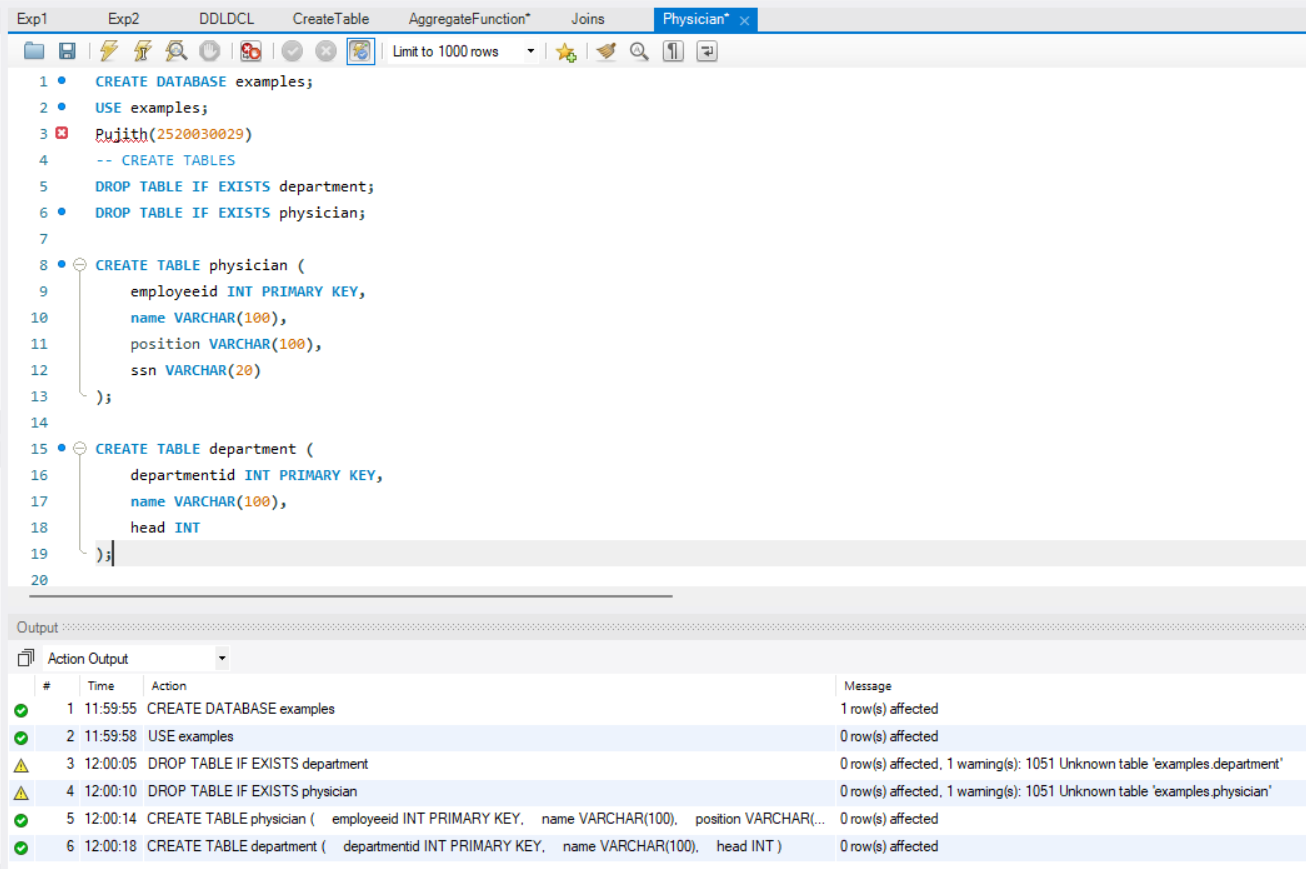 Exp1 Exp2 DDLDCL CreateTable AggregateFunction* Joins Physician* ×
Limit to 1000 rows
1 CREATE DATABASE examples;
2 USE examples;
3 Pujith(2520030029)
4 -- CREATE TABLES
5 DROP TABLE IF EXISTS department;
6 DROP TABLE IF EXISTS physician;
7
8 CREATE TABLE physician (
9 employeeid INT PRIMARY KEY,
10 name VARCHAR(100),
11 position VARCHAR(100),
12 ssn VARCHAR(20)
13 );
14
15 CREATE TABLE department (
16 departmentid INT PRIMARY KEY,
17 name VARCHAR(100),
18 head INT
19 );
20
Output
Action Output
# Time Action Message
1 11:59:55 CREATE DATABASE examples 1 row(s) affected
2 11:59:58 USE examples 0 row(s) affected
3 12:00:05 DROP TABLE IF EXISTS department 0 row(s) affected, 1 warning(s): 1051 Unknown table 'examples.department'
4 12:00:10 DROP TABLE IF EXISTS physician 0 row(s) affected, 1 warning(s): 1051 Unknown table 'examples.physician'
5 12:00:14 CREATE TABLE physician ( employeeid INT PRIMARY KEY, name VARCHAR(100), position VARCHAR(... 0 row(s) affected
6 12:00:18 CREATE TABLE department ( departmentid INT PRIMARY KEY, name VARCHAR(100), head INT ) 0 row(s) affected